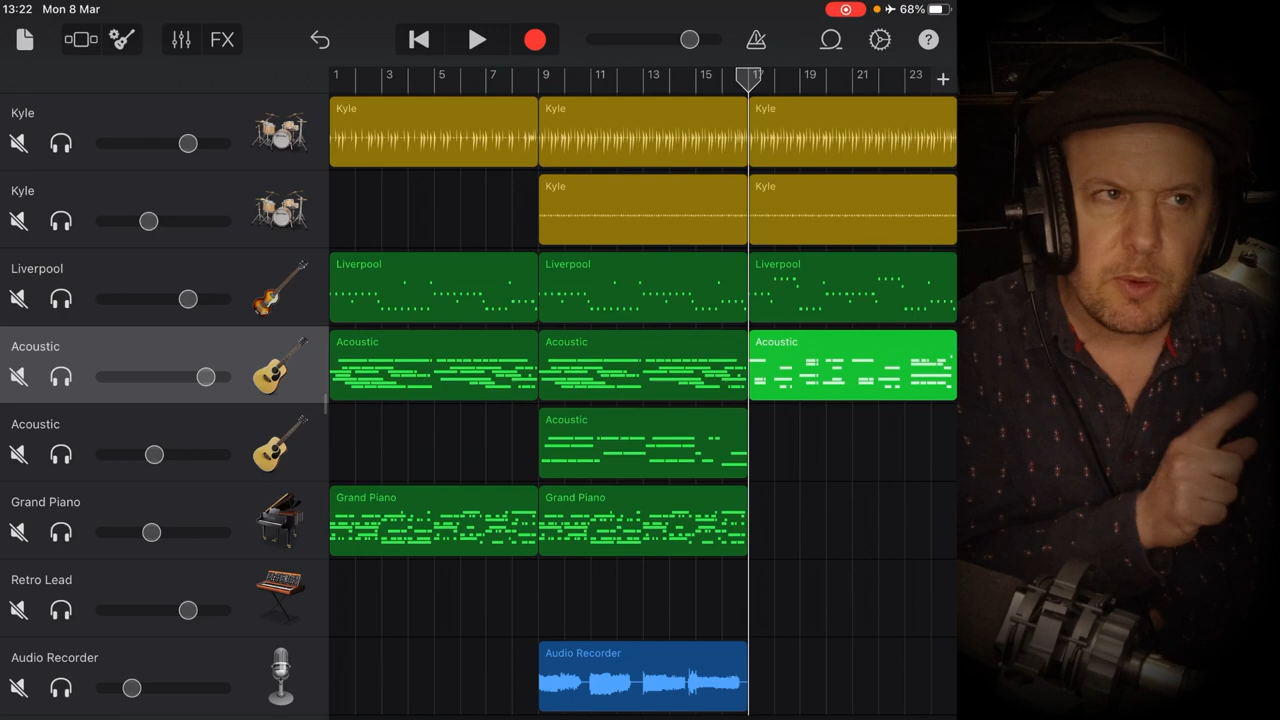 13:22 Mon 8 Mar 68%
FX ?
1 3 5 7 9 11 13 15 17 19 21 23 +
Kyle Kyle Kyle Kyle
Kyle Kyle Kyle
Liverpool Liverpool Liverpool Liverpool
Acoustic Acoustic Acoustic Acoustic
Acoustic Acoustic
Grand Piano Grand Piano Grand Piano
Retro Lead
Audio Recorder Audio Recorder